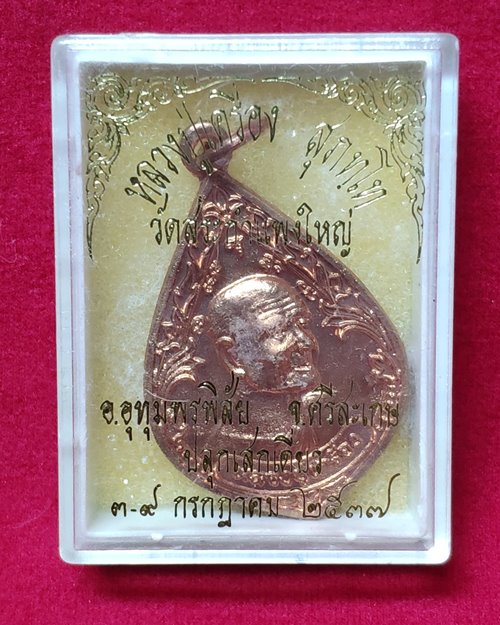 หลวงปู่เครื่อง สุภทฺโท
วัดสระกำแพงใหญ่
อ.อุทุมพรพิสัย จ.ศรีสะเกษ
ปลุกเสกเดี่ยว
๓-๙ กรกฎาคม ๒๕๓๗